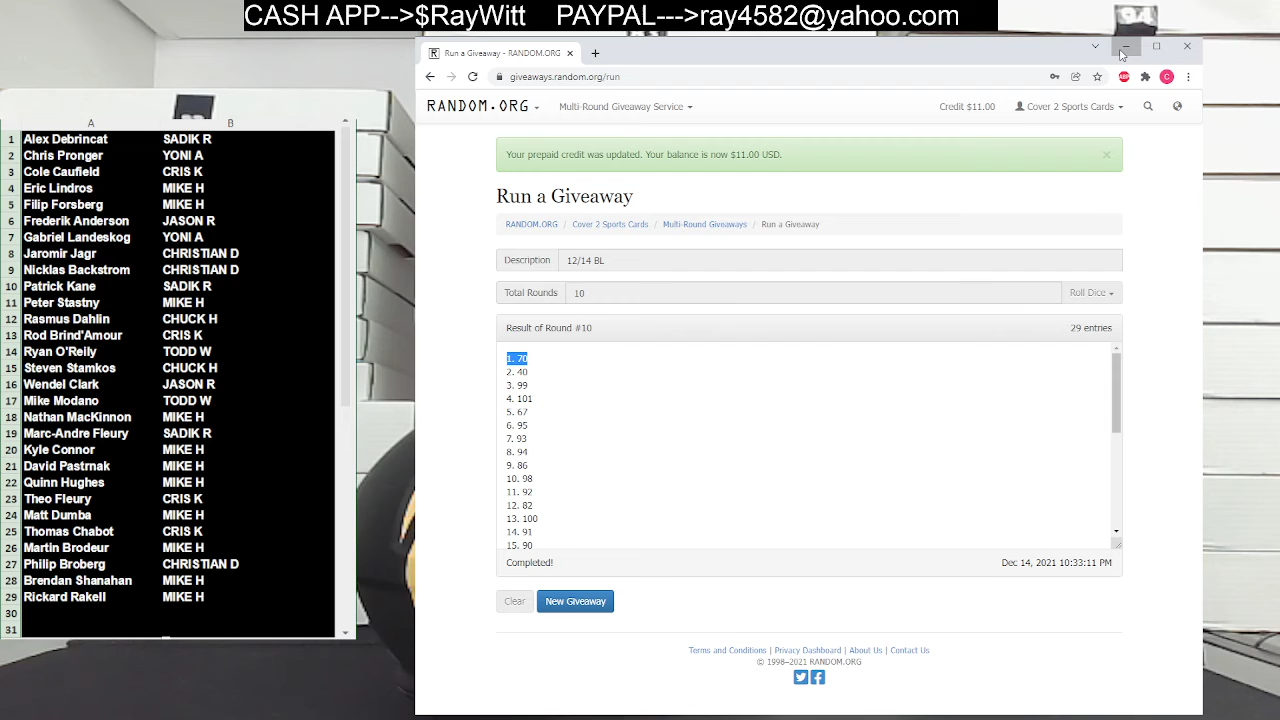 CASH APP-->$RayWitt PAYPAL--->ray4582@yahoo.com
94
Run a Giveaway - RANDOM.ORG
giveaways.random.org/run
ABP
C
RANDOM.ORG Multi-Round Giveaway Service Credit $11.00 Cover 2 Sports Cards
Your prepaid credit was updated. Your balance is now $11.00 USD.
Run a Giveaway
RANDOM.ORG / Cover 2 Sports Cards / Multi-Round Giveaways / Run a Giveaway
Description 12/14 BL
Total Rounds 10 Roll Dice
Result of Round #10 29 entries
1. 70
2. 40
3. 99
4. 101
5. 67
6. 95
7. 93
8. 94
9. 86
10. 98
11. 92
12. 82
13. 100
14. 91
15. 90
Completed! Dec 14, 2021 10:33:11 PM
Clear New Giveaway
Terms and Conditions | Privacy Dashboard | About Us | Contact Us
© 1998–2021 RANDOM.ORG
A B
1 Alex Debrincat SADIK R
2 Chris Pronger YONI A
3 Cole Caufield CRIS K
4 Eric Lindros MIKE H
5 Filip Forsberg MIKE H
6 Frederik Anderson JASON R
7 Gabriel Landeskog YONI A
8 Jaromir Jagr CHRISTIAN D
9 Nicklas Backstrom CHRISTIAN D
10 Patrick Kane SADIK R
11 Peter Stastny MIKE H
12 Rasmus Dahlin CHUCK H
13 Rod Brind'Amour CRIS K
14 Ryan O'Reily TODD W
15 Steven Stamkos CHUCK H
16 Wendel Clark JASON R
17 Mike Modano TODD W
18 Nathan MacKinnon MIKE H
19 Marc-Andre Fleury SADIK R
20 Kyle Connor MIKE H
21 David Pastrnak MIKE H
22 Quinn Hughes MIKE H
23 Theo Fleury CRIS K
24 Matt Dumba MIKE H
25 Thomas Chabot CRIS K
26 Martin Brodeur MIKE H
27 Philip Broberg CHRISTIAN D
28 Brendan Shanahan MIKE H
29 Rickard Rakell MIKE H
30
31